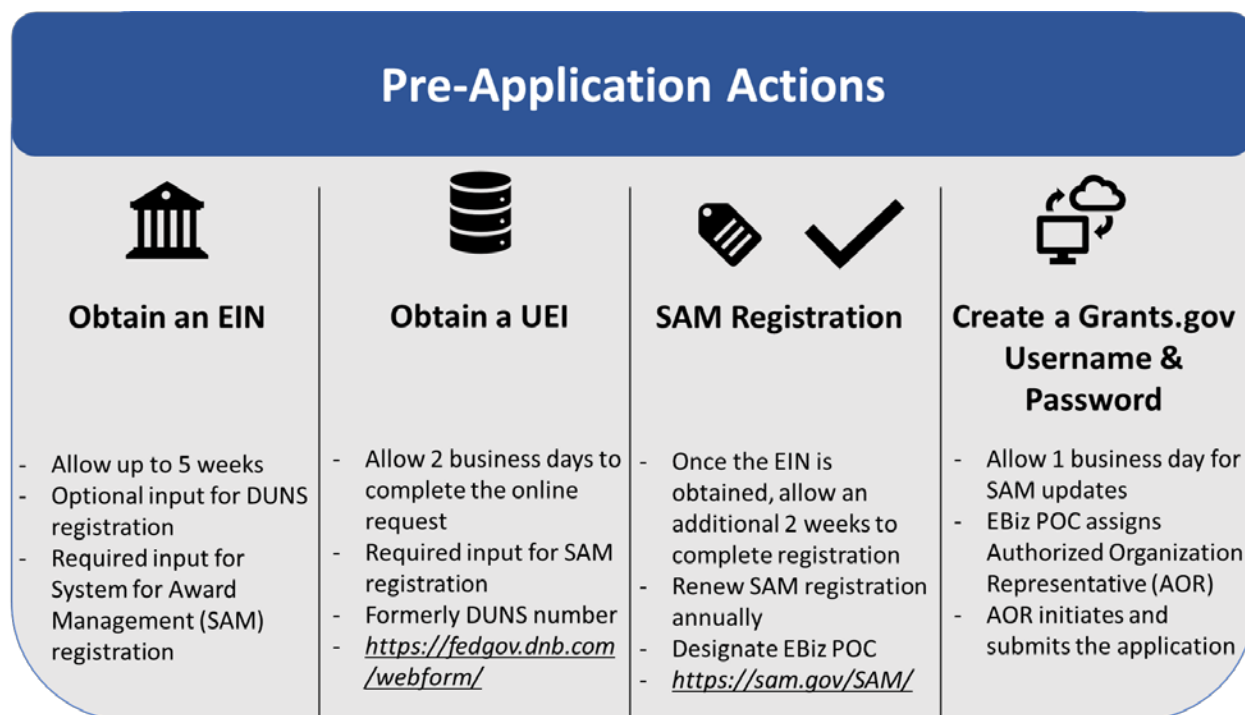 Pre-Application Actions
Obtain an EIN
- Allow up to 5 weeks
- Optional input for DUNS
registration
- Required input for
System for Award
Management (SAM)
registration
Obtain a UEI
- Allow 2 business days to
complete the online
request
- Required input for SAM
registration
- Formerly DUNS number
- https://fedgov.dnb.com
/webform/
SAM Registration
- Once the EIN is
obtained, allow an
additional 2 weeks to
complete registration
- Renew SAM registration
annually
- Designate EBiz POC
- https://sam.gov/SAM/
Create a Grants.gov
Username &
Password
- Allow 1 business day for
SAM updates
- EBiz POC assigns
Authorized Organization
Representative (AOR)
- AOR initiates and
submits the application